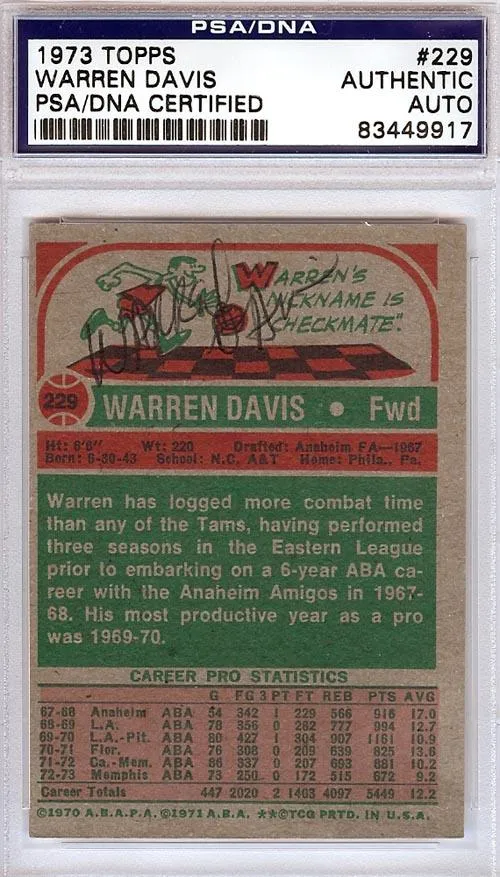 PSA/DNA
1973 TOPPS #229
WARREN DAVIS AUTHENTIC
PSA/DNA CERTIFIED AUTO
83449917
WARREN'S
NICKNAME IS
"CHECKMATE".
Warren Davis
229 WARREN DAVIS • Fwd
Ht: 6'6" Wt: 220 Drafted: Anaheim FA—1967
Born: 6-30-43 School: N.C. A&T Home: Phila., Pa.
Warren has logged more combat time
than any of the Tams, having performed
three seasons in the Eastern League
prior to embarking on a 6-year ABA ca-
reer with the Anaheim Amigos in 1967-
68. His most productive year as a pro
was 1969-70.
CAREER PRO STATISTICS
G FG 3 PT FT REB PTS AVG
67-68 Anaheim ABA 54 342 1 229 566 916 17.0
68-69 L.A. ABA 78 356 0 282 777 994 12.7
69-70 L.A.-Pit. ABA 80 427 1 304 907 1161 10.9
70-71 Flor. ABA 76 308 0 209 639 825 13.6
71-72 Ca.-Mem. ABA 86 337 0 207 693 881 10.2
72-73 Memphis ABA 73 250 0 172 515 672 9.2
Career Totals 447 2020 2 1403 4097 5449 12.2
©1970 A.B.A.P.A. ©1971 A.B.A. **©TCG PRTD. IN U.S.A.